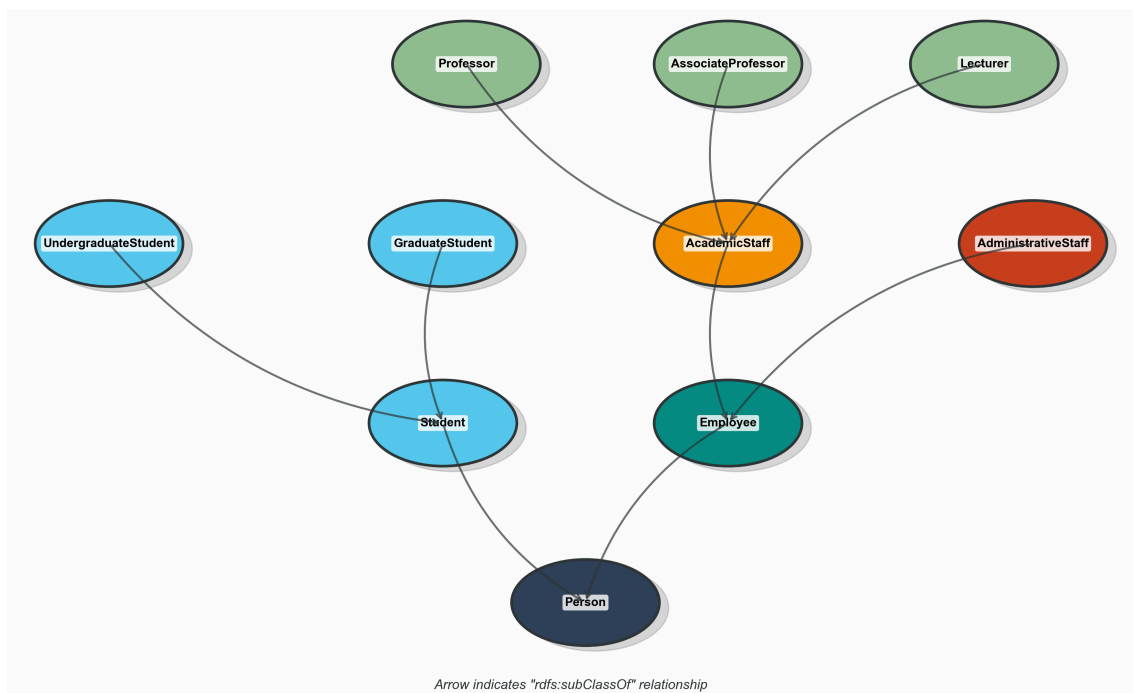 Professor
AssociateProfessor
Lecturer
UndergraduateStudent
GraduateStudent
AcademicStaff
AdministrativeStaff
Student
Employee
Person
Arrow indicates "rdfs:subClassOf" relationship